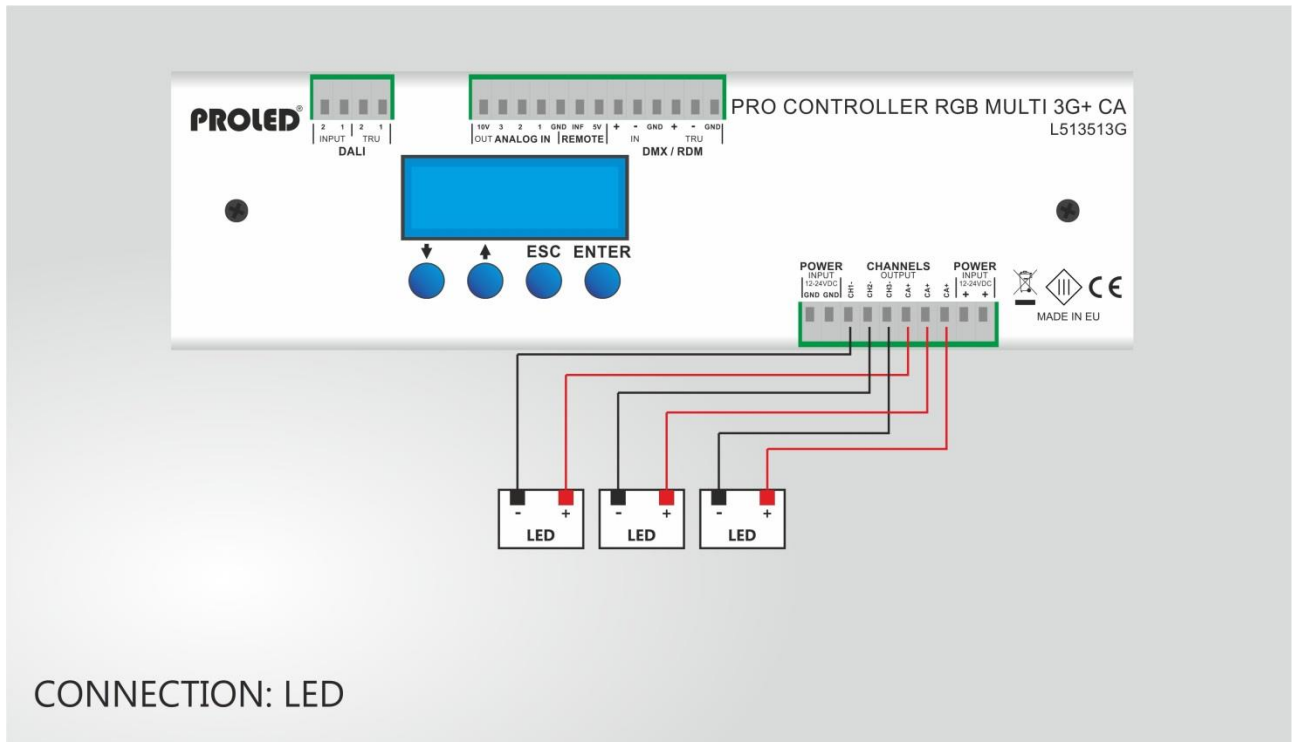 PROLED®
PRO CONTROLLER RGB MULTI 3G+ CA
L513513G
2 1 2 1
INPUT TRU
DALI
10V 3 2 1 GND INF 5V + - GND + - GND
OUT ANALOG IN REMOTE IN TRU
DMX / RDM
ESC ENTER
POWER CHANNELS POWER
INPUT OUTPUT INPUT
12-24VDC 12-24VDC
GND GND CH1- CH2- CH3- CA+ CA+ CA+ + +
CE
MADE IN EU
- + - + - +
LED LED LED
CONNECTION: LED